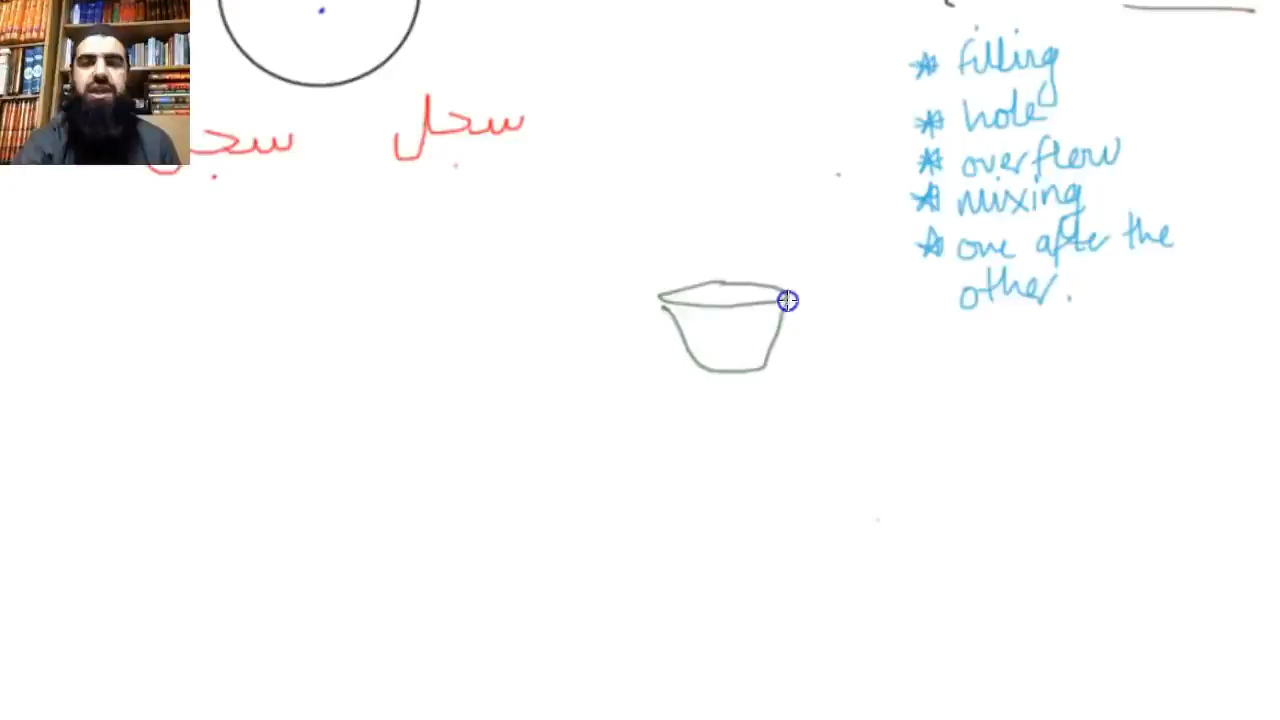 سجل
* filling
* hole
* overflow
* mixing
* one after the
other.